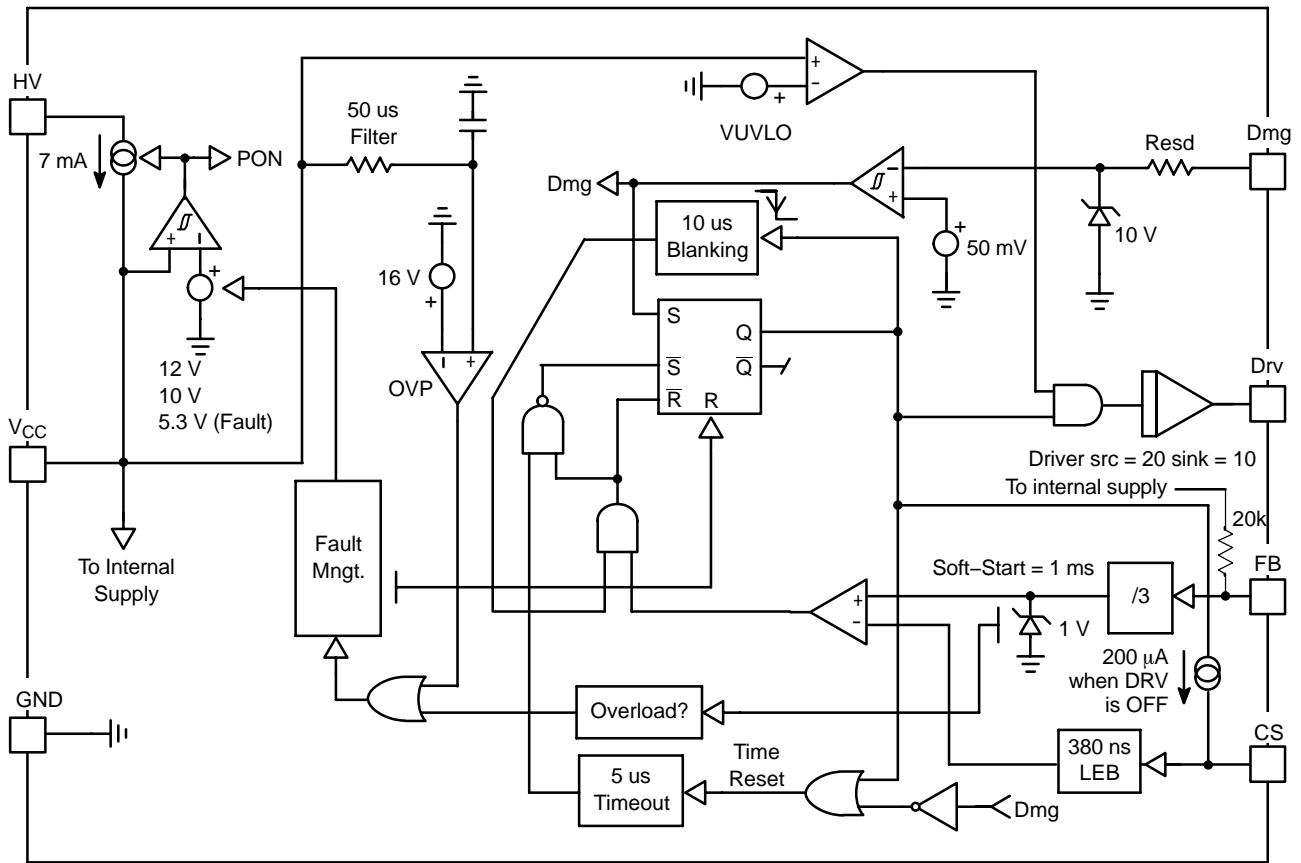 HV
7 mA
PON
50 us
Filter
+
−
+
VUVLO
Resd
Dmg
Dmg
−
+
+
50 mV
10 V
10 us
Blanking
+
−
+
12 V
10 V
5.3 V (Fault)
16 V
+
−
+
OVP
S
S
R
R
Q
Q
Drv
Driver src = 20 sink = 10
VCC
To Internal
Supply
Fault
Mngt.
To internal supply
20k
FB
Soft−Start = 1 ms
/3
+
−
1 V
200 μA
when DRV
is OFF
GND
Overload?
CS
380 ns
LEB
5 us
Timeout
Time
Reset
Dmg